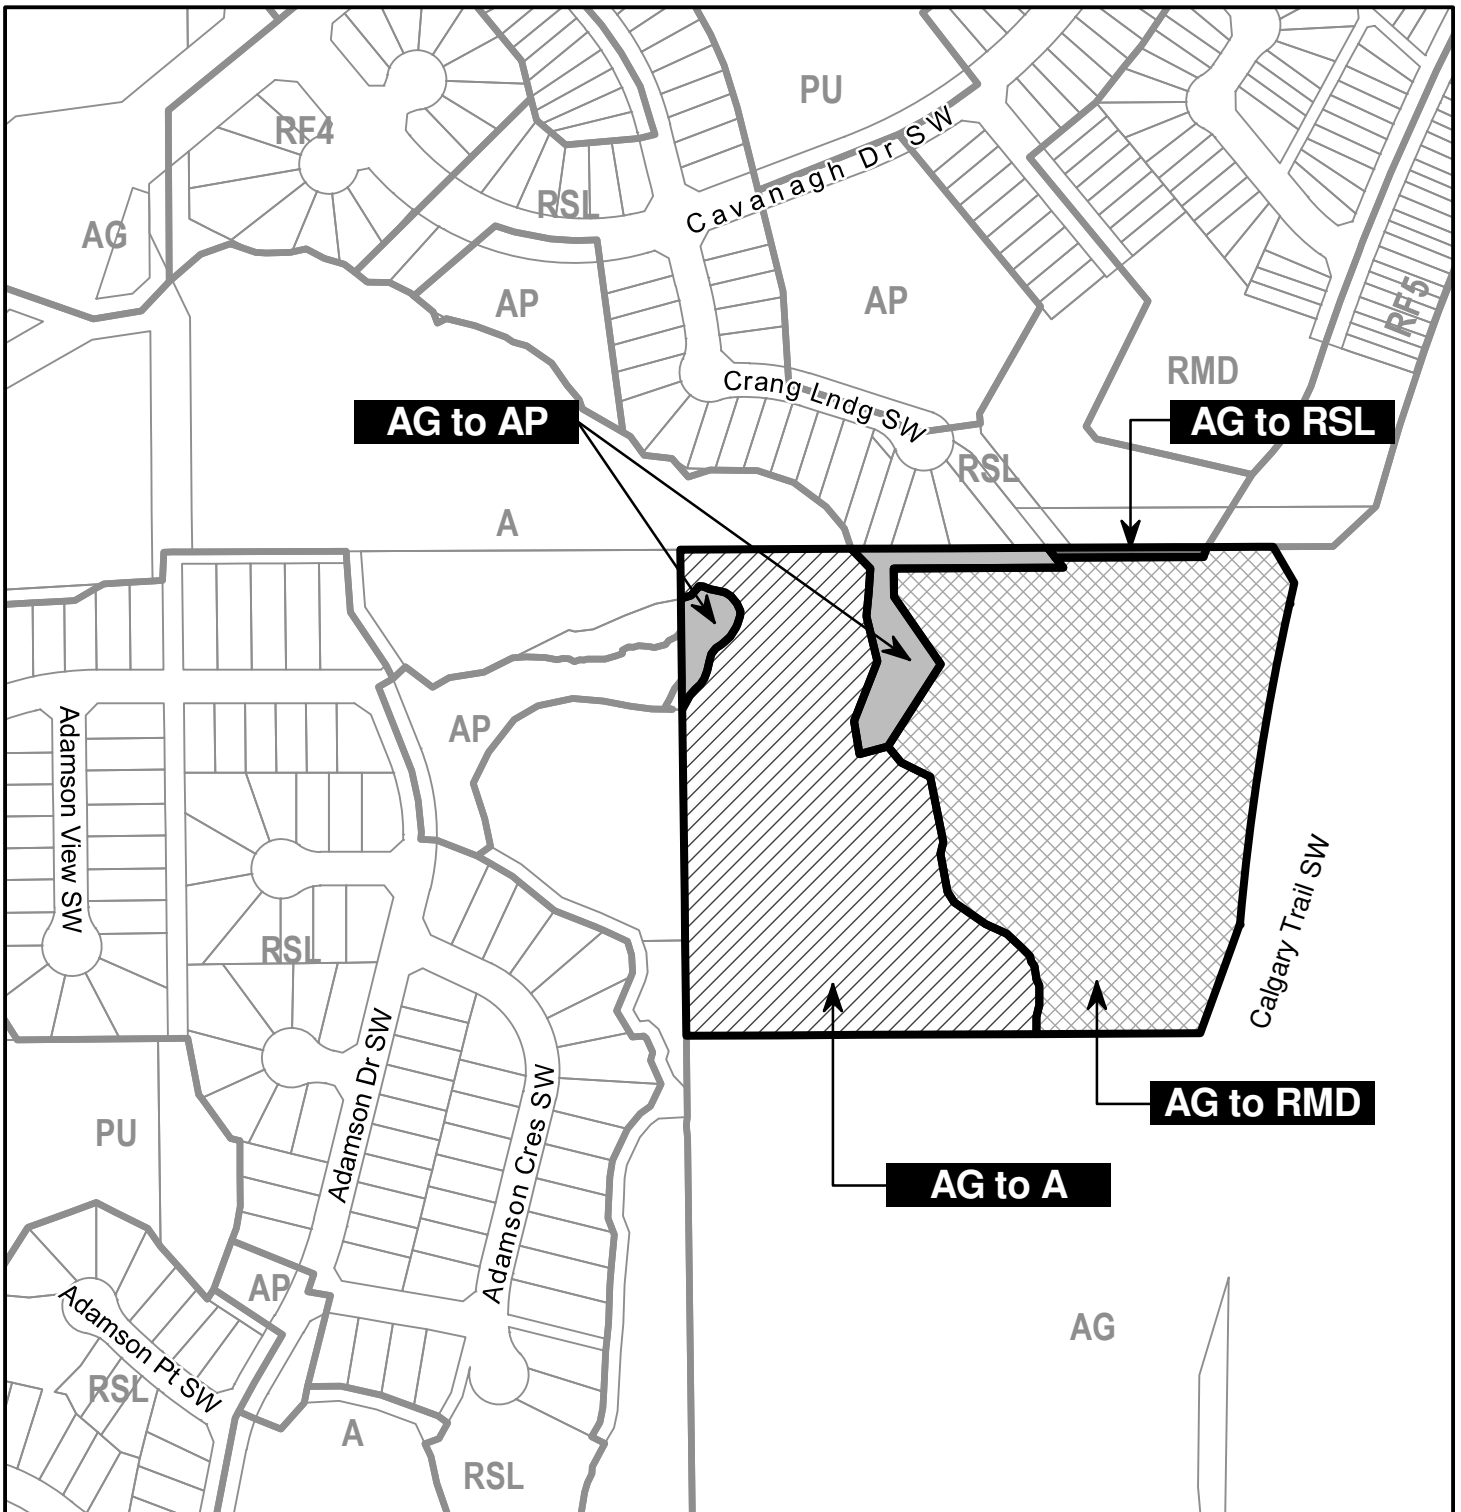 PU
RF4
Cavanagh Dr SW
RSL
AG
AP
AP
RF5
RMD
Crang Lndg SW
AG to AP
AG to RSL
RSL
A
AP
Adamson View SW
Calgary Trail SW
RSL
Adamson Dr SW
Adamson Cres SW
AG to RMD
PU
AG to A
AP
Adamson Pt SW
AG
RSL
A
RSL